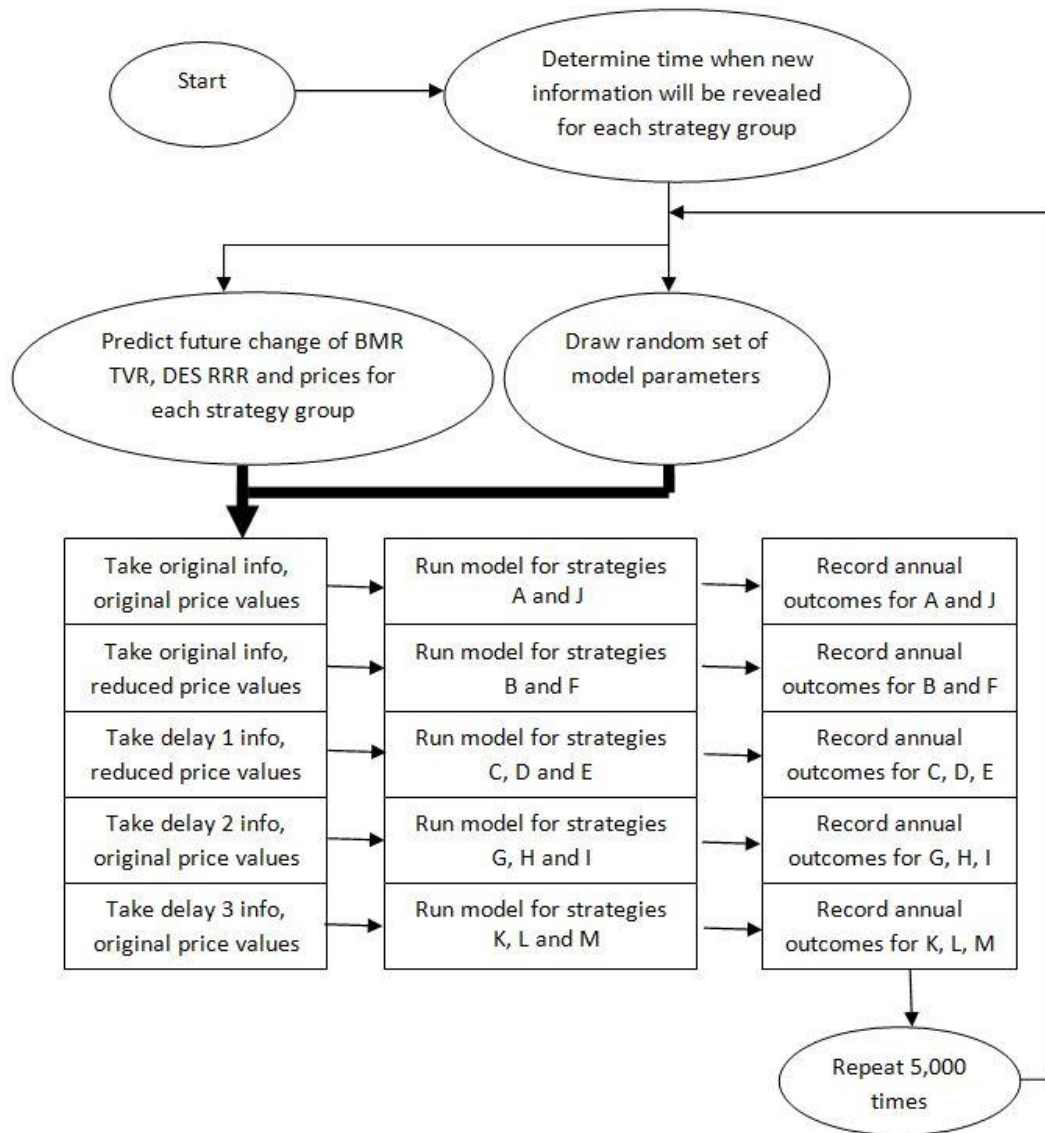 Start
Determine time when new
information will be revealed
for each strategy group
Predict future change of BMR
TVR, DES RRR and prices for
each strategy group
Draw random set of
model parameters
Take original info,
original price values
Run model for strategies
A and J
Record annual
outcomes for A and J
Take original info,
reduced price values
Run model for strategies
B and F
Record annual
outcomes for B and F
Take delay 1 info,
reduced price values
Run model for strategies
C, D and E
Record annual
outcomes for C, D, E
Take delay 2 info,
original price values
Run model for strategies
G, H and I
Record annual
outcomes for G, H, I
Take delay 3 info,
original price values
Run model for strategies
K, L and M
Record annual
outcomes for K, L, M
Repeat 5,000
times